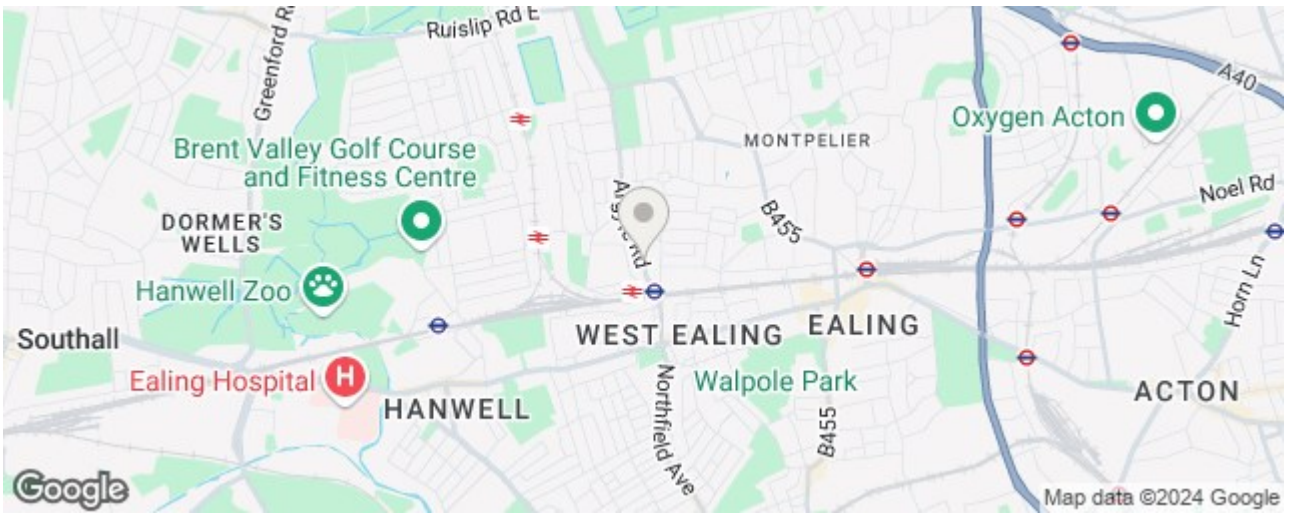 Ruislip Rd E
Greenford Rd
A40
Oxygen Acton
MONTPELIER
Brent Valley Golf Course
and Fitness Centre
Argyle Rd
Noel Rd
DORMER'S
WELLS
B455
Hanwell Zoo
Horn Ln
Southall
WEST EALING
EALING
Ealing Hospital
H
Walpole Park
ACTON
HANWELL
Northfield Ave
B455
Google
Map data ©2024 Google